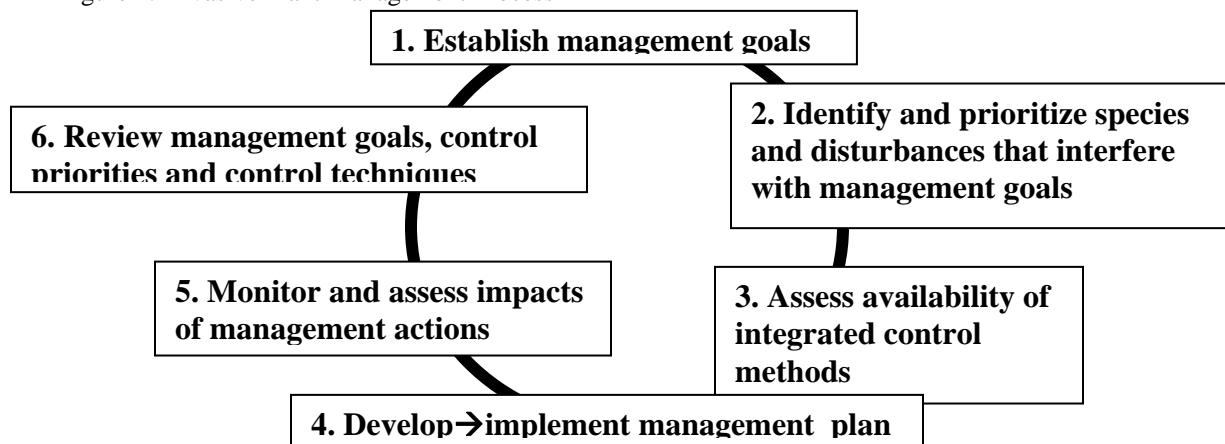 1. Establish management goals
2. Identify and prioritize species
and disturbances that interfere
with management goals
3. Assess availability of
integrated control
methods
4. Develop→implement management plan
5. Monitor and assess impacts
of management actions
6. Review management goals, control
priorities and control techniques